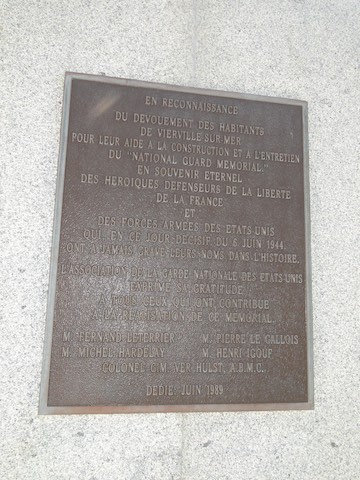 EN RECONNAISSANCE
DU DEVOUEMENT DES HABITANTS
DE VIERVILLE SUR MER
POUR LEUR AIDE A LA CONSTRUCTION ET A L'ENTRETIEN
DU "NATIONAL GUARD MEMORIAL."
EN SOUVENIR ETERNEL
DES HEROIQUES DEFENSEURS DE LA LIBERTE
DE LA FRANCE
ET
DES FORCES ARMEES DES ETATS-UNIS
QUI, EN CE JOUR DECISIF DU 6 JUIN 1944,
ONT A JAMAIS GRAVE LEURS NOMS DANS L'HISTOIRE.
L'ASSOCIATION DE LA GARDE NATIONALE DES ETATS-UNIS
EXPRIME SA GRATITUDE
A TOUS CEUX QUI ONT CONTRIBUE
A LA REALISATION DE CE MEMORIAL.
M. FERNAND LETERRIER M. PIERRE LE GALLOIS
M. MICHEL HARDELAY M. HENRI IGOUF
COLONEL C.M. VER HULST, A.B.M.C.
DEDIE: JUIN 1989